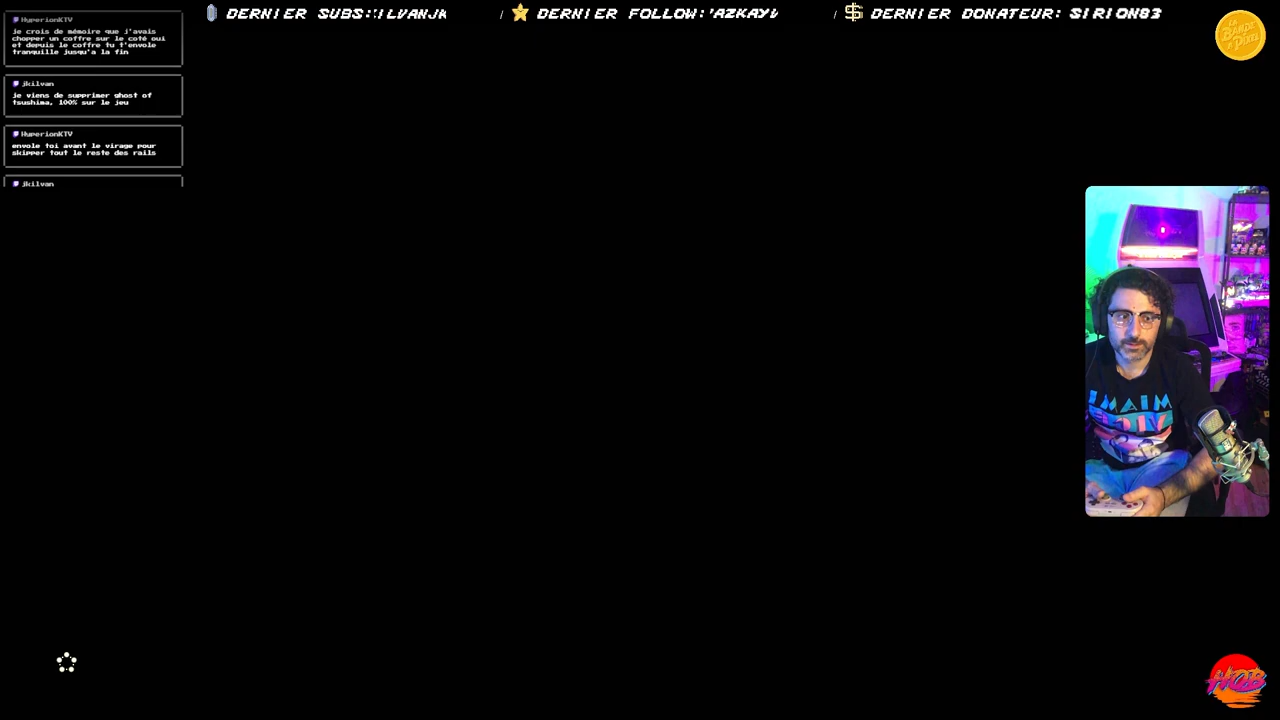 DERNIER SUBS:
DERNIER FOLLOW:
DERNIER DONATEUR: SIRION83
HyperionKTV
je crois de mémoire que j'avais
chopper un coffre sur le coté oui
et depuis le coffre tu t'envole
tranquille jusqu'a la fin
jkilvan
je viens de supprimer ghost of
tsushima, 100% sur le jeu
HyperionKTV
envole toi avant le virage pour
skipper tout le reste des rails
jkilvan
HOB